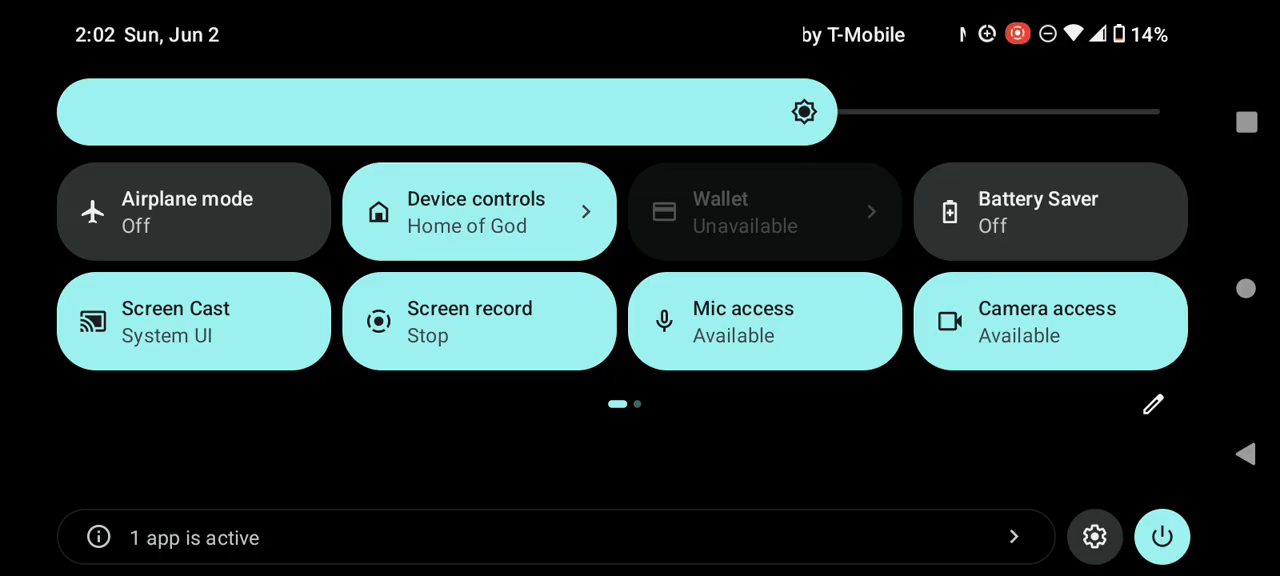 2:02 Sun, Jun 2
by T-Mobile
14%
Airplane mode
Off
Device controls
Home of God
Wallet
Unavailable
Battery Saver
Off
Screen Cast
System UI
Screen record
Stop
Mic access
Available
Camera access
Available
1 app is active